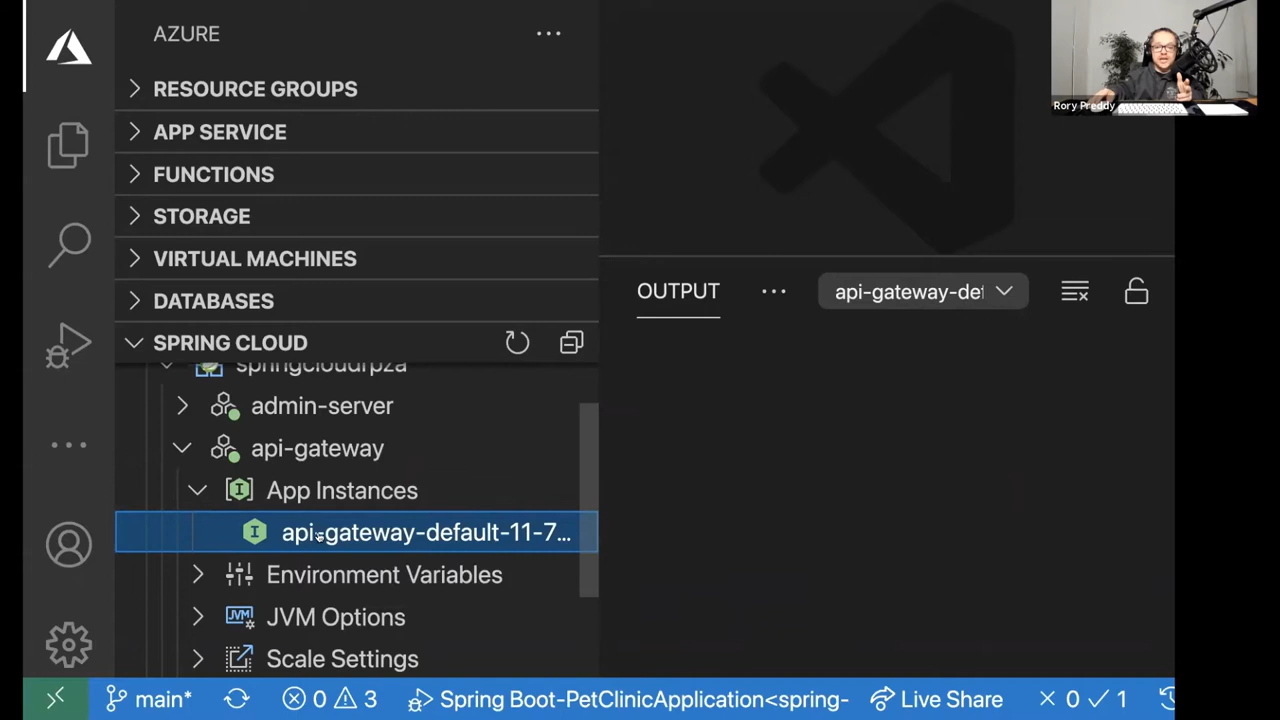 AZURE
RESOURCE GROUPS
APP SERVICE
FUNCTIONS
STORAGE
VIRTUAL MACHINES
DATABASES
SPRING CLOUD
springcloudrpza
admin-server
api-gateway
App Instances
api-gateway-default-11-7...
Environment Variables
JVM Options
Scale Settings
OUTPUT
api-gateway-def
Rory Preddy
main*
0
3
Spring Boot-PetClinicApplication<spring-
Live Share
0
1